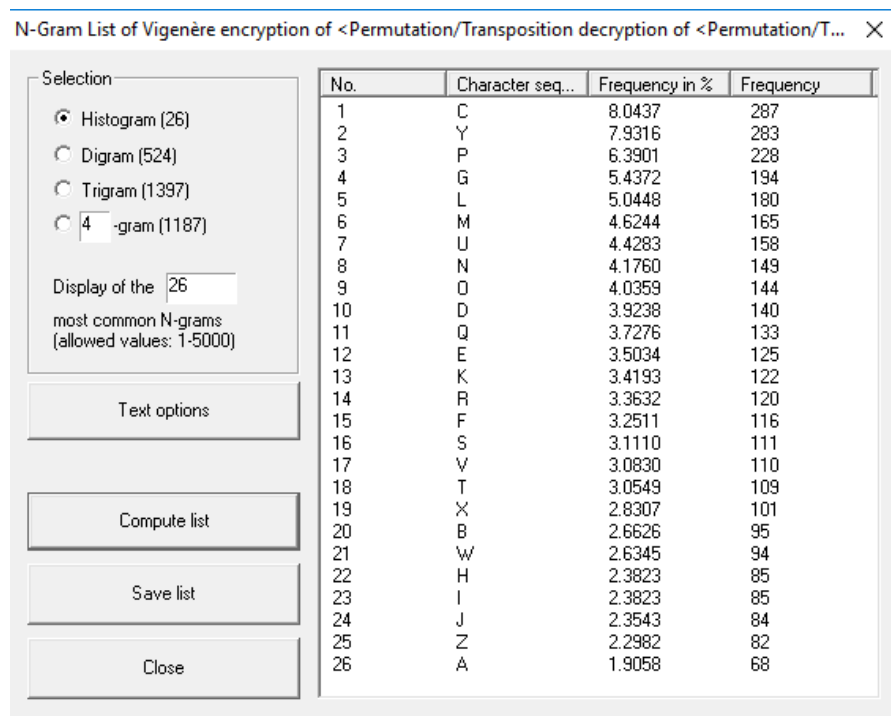 N-Gram List of Vigenère encryption of <Permutation/Transposition decryption of <Permutation/T...
Selection
Histogram (26)
Digram (524)
Trigram (1397)
4 -gram (1187)
Display of the 26
most common N-grams
(allowed values: 1-5000)
Text options
Compute list
Save list
Close
No. Character seq... Frequency in % Frequency
1 C 8.0437 287
2 Y 7.9316 283
3 P 6.3901 228
4 G 5.4372 194
5 L 5.0448 180
6 M 4.6244 165
7 U 4.4283 158
8 N 4.1760 149
9 O 4.0359 144
10 D 3.9238 140
11 Q 3.7276 133
12 E 3.5034 125
13 K 3.4193 122
14 R 3.3632 120
15 F 3.2511 116
16 S 3.1110 111
17 V 3.0830 110
18 T 3.0549 109
19 X 2.8307 101
20 B 2.6626 95
21 W 2.6345 94
22 H 2.3823 85
23 I 2.3823 85
24 J 2.3543 84
25 Z 2.2982 82
26 A 1.9058 68